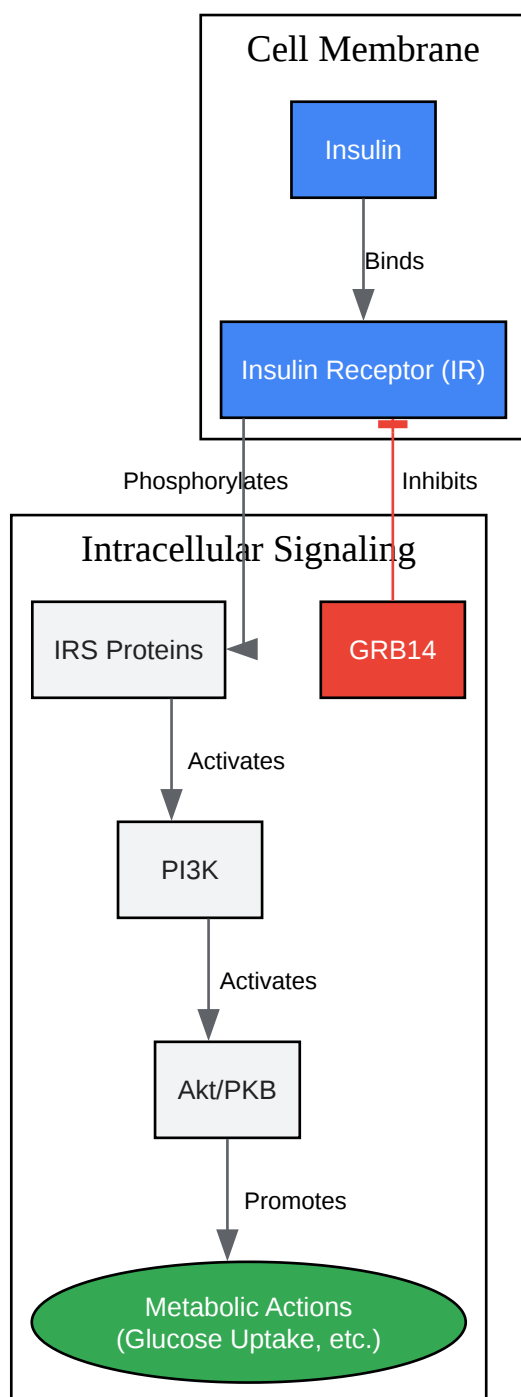 Cell Membrane
Insulin
Binds
Insulin Receptor (IR)
Phosphorylates
Inhibits
Intracellular Signaling
IRS Proteins
GRB14
Activates
PI3K
Activates
Akt/PKB
Promotes
Metabolic Actions
(Glucose Uptake, etc.)